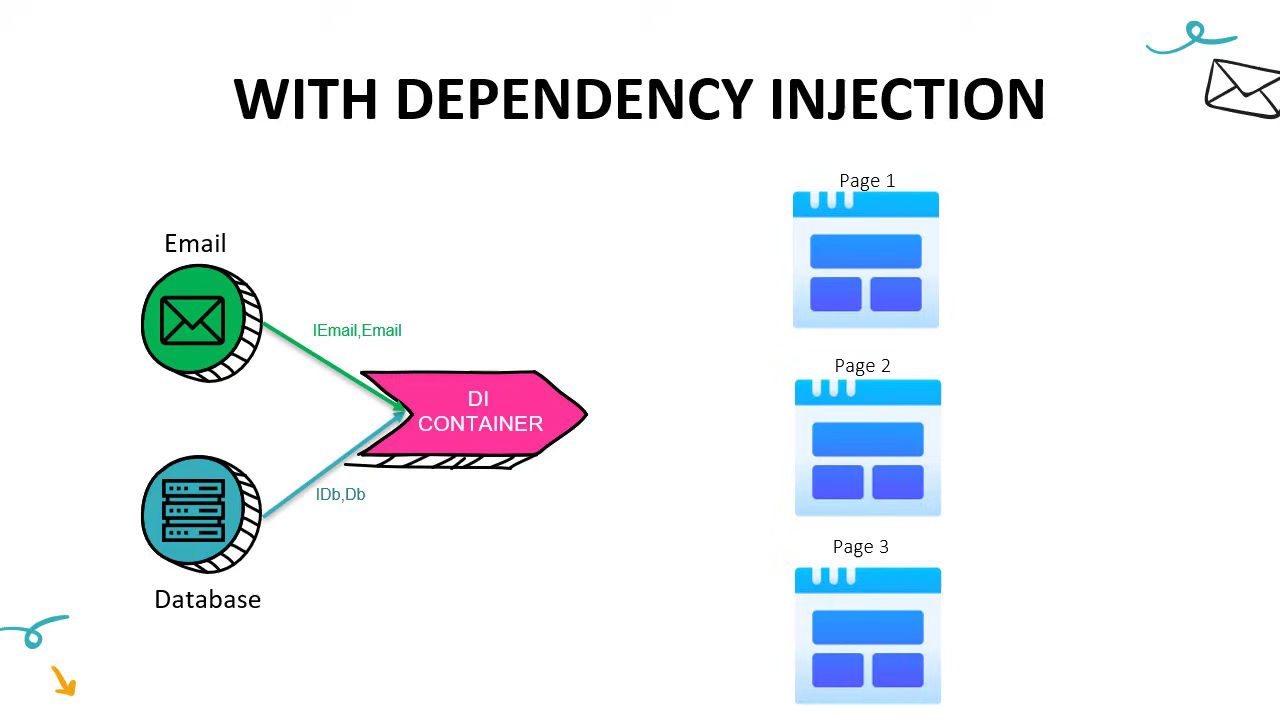 WITH DEPENDENCY INJECTION
Email
IEmail,Email
DI
CONTAINER
IDb,Db
Database
Page 1
Page 2
Page 3